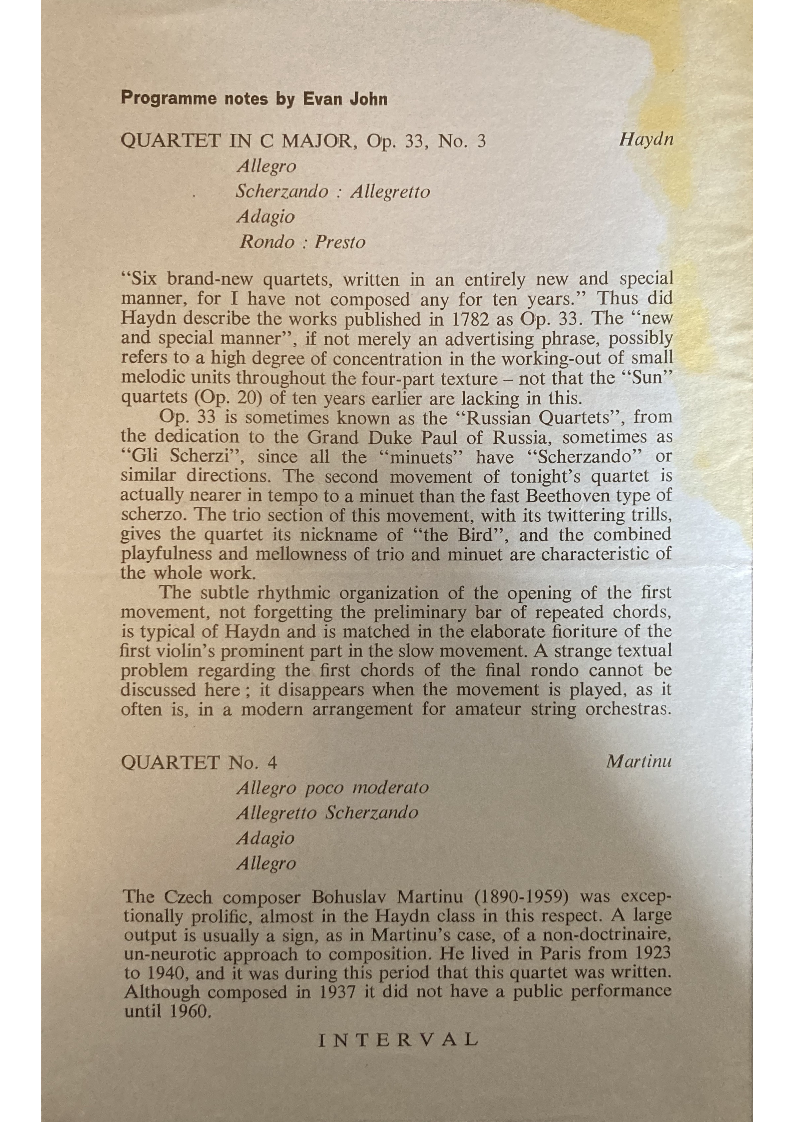 Programme notes by Evan John
QUARTET IN C MAJOR, Op. 33, No. 3 Haydn
Allegro
Scherzando : Allegretto
Adagio
Rondo : Presto
“Six brand-new quartets, written in an entirely new and special
manner, for I have not composed any for ten years.” Thus did
Haydn describe the works published in 1782 as Op. 33. The “new
and special manner”, if not merely an advertising phrase, possibly
refers to a high degree of concentration in the working-out of small
melodic units throughout the four-part texture – not that the “Sun”
quartets (Op. 20) of ten years earlier are lacking in this.
Op. 33 is sometimes known as the “Russian Quartets”, from
the dedication to the Grand Duke Paul of Russia, sometimes as
“Gli Scherzi”, since all the “minuets” have “Scherzando” or
similar directions. The second movement of tonight’s quartet is
actually nearer in tempo to a minuet than the fast Beethoven type of
scherzo. The trio section of this movement, with its twittering trills,
gives the quartet its nickname of “the Bird”, and the combined
playfulness and mellowness of trio and minuet are characteristic of
the whole work.
The subtle rhythmic organization of the opening of the first
movement, not forgetting the preliminary bar of repeated chords,
is typical of Haydn and is matched in the elaborate fioriture of the
first violin’s prominent part in the slow movement. A strange textual
problem regarding the first chords of the final rondo cannot be
discussed here ; it disappears when the movement is played, as it
often is, in a modern arrangement for amateur string orchestras.
QUARTET No. 4 Martinu
Allegro poco moderato
Allegretto Scherzando
Adagio
Allegro
The Czech composer Bohuslav Martinu (1890-1959) was excep-
tionally prolific, almost in the Haydn class in this respect. A large
output is usually a sign, as in Martinu’s case, of a non-doctrinaire,
un-neurotic approach to composition. He lived in Paris from 1923
to 1940, and it was during this period that this quartet was written.
Although composed in 1937 it did not have a public performance
until 1960.
INTERVAL